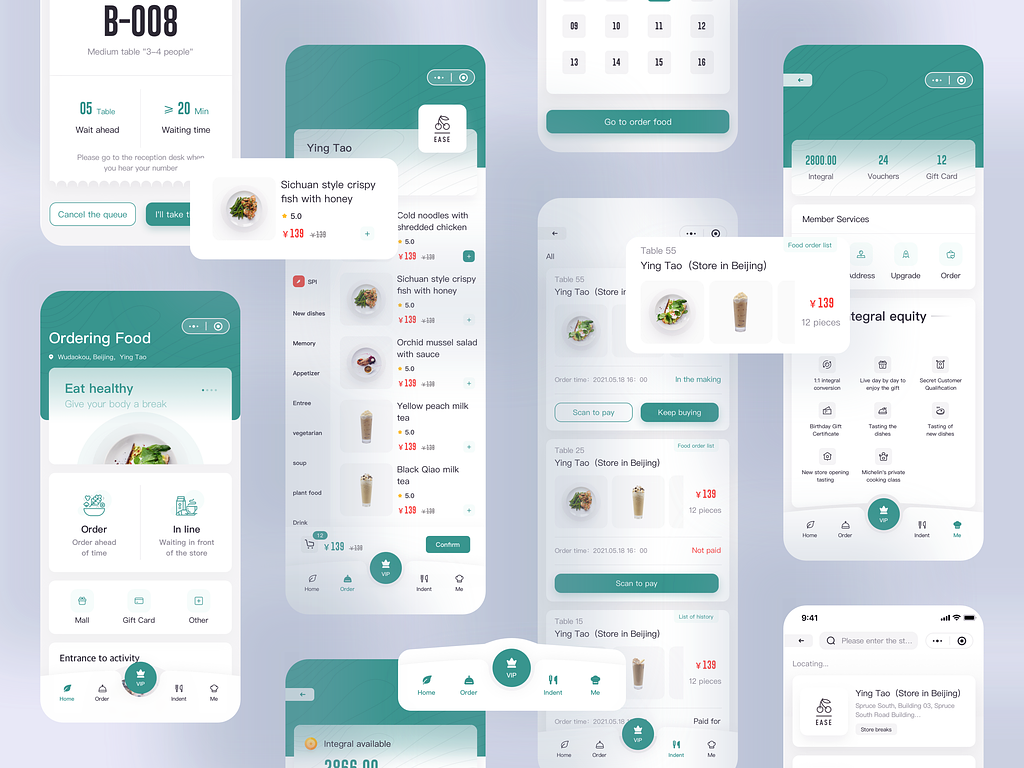 B-008
Medium table "3-4 people"
05 Table
Wait ahead
⩾ 20 Min
Waiting time
Please go to the reception desk when
you hear your number
Cancel the queue
I'll take t
Ordering Food
Wudaokou, Beijing, Ying Tao
Eat healthy
Give your body a break
Order
Order ahead
of time
In line
Waiting in front
of the store
Mall
Gift Card
Other
Entrance to activity
VIP
Home
Order
Indent
Me
EASE
Ying Tao
Sichuan style crispy
fish with honey
5.0
¥ 139 ¥ 139
+
Cold noodles with
shredded chicken
5.0
¥ 139 ¥ 139
+
SPI
New dishes
Memory
Appetizer
Entree
vegetarian
soup
plant food
Drink
Sichuan style crispy
fish with honey
5.0
¥ 139 ¥ 139
+
Orchid mussel salad
with sauce
5.0
¥ 139 ¥ 139
+
Yellow peach milk
tea
5.0
¥ 139 ¥ 139
+
Black Qiao milk
tea
5.0
¥ 139 ¥ 139
+
12
¥ 139 ¥ 139
Confirm
VIP
Home
Order
Indent
Me
Integral available
3866.00
VIP
Home
Order
Indent
Me
09 10 11 12
13 14 15 16
Go to order food
All
Table 55
Ying Tao (Store in
Order time: 2021.05.18 16: 00
In the making
Scan to pay
Keep buying
Table 55
Food order list
Ying Tao (Store in Beijing)
¥ 139
12 pieces
Table 25
Food order list
Ying Tao (Store in Beijing)
¥ 139
12 pieces
Order time: 2021.05.18 16: 00
Not paid
Scan to pay
Table 15
List of history
Ying Tao (Store in Beijing)
¥ 139
12 pieces
Order time: 2021.05.18 1
Paid for
VIP
Home
Order
Indent
Me
2800.00
Integral
24
Vouchers
12
Gift Card
Member Services
Address
Upgrade
Order
tegral equity
1:1 integral
conversion
Live day by day to
enjoy the gift
Secret Customer
Qualification
Birthday Gift
Certificate
Tasting the
dishes
Tasting of
new dishes
New store opening
tasting
Michelin's private
cooking class
VIP
Home
Order
Indent
Me
9:41
Please enter the st...
Locating...
EASE
Ying Tao (Store in Beijing)
Spruce South, Building 03, Spruce
South Road Building...
Store breaks